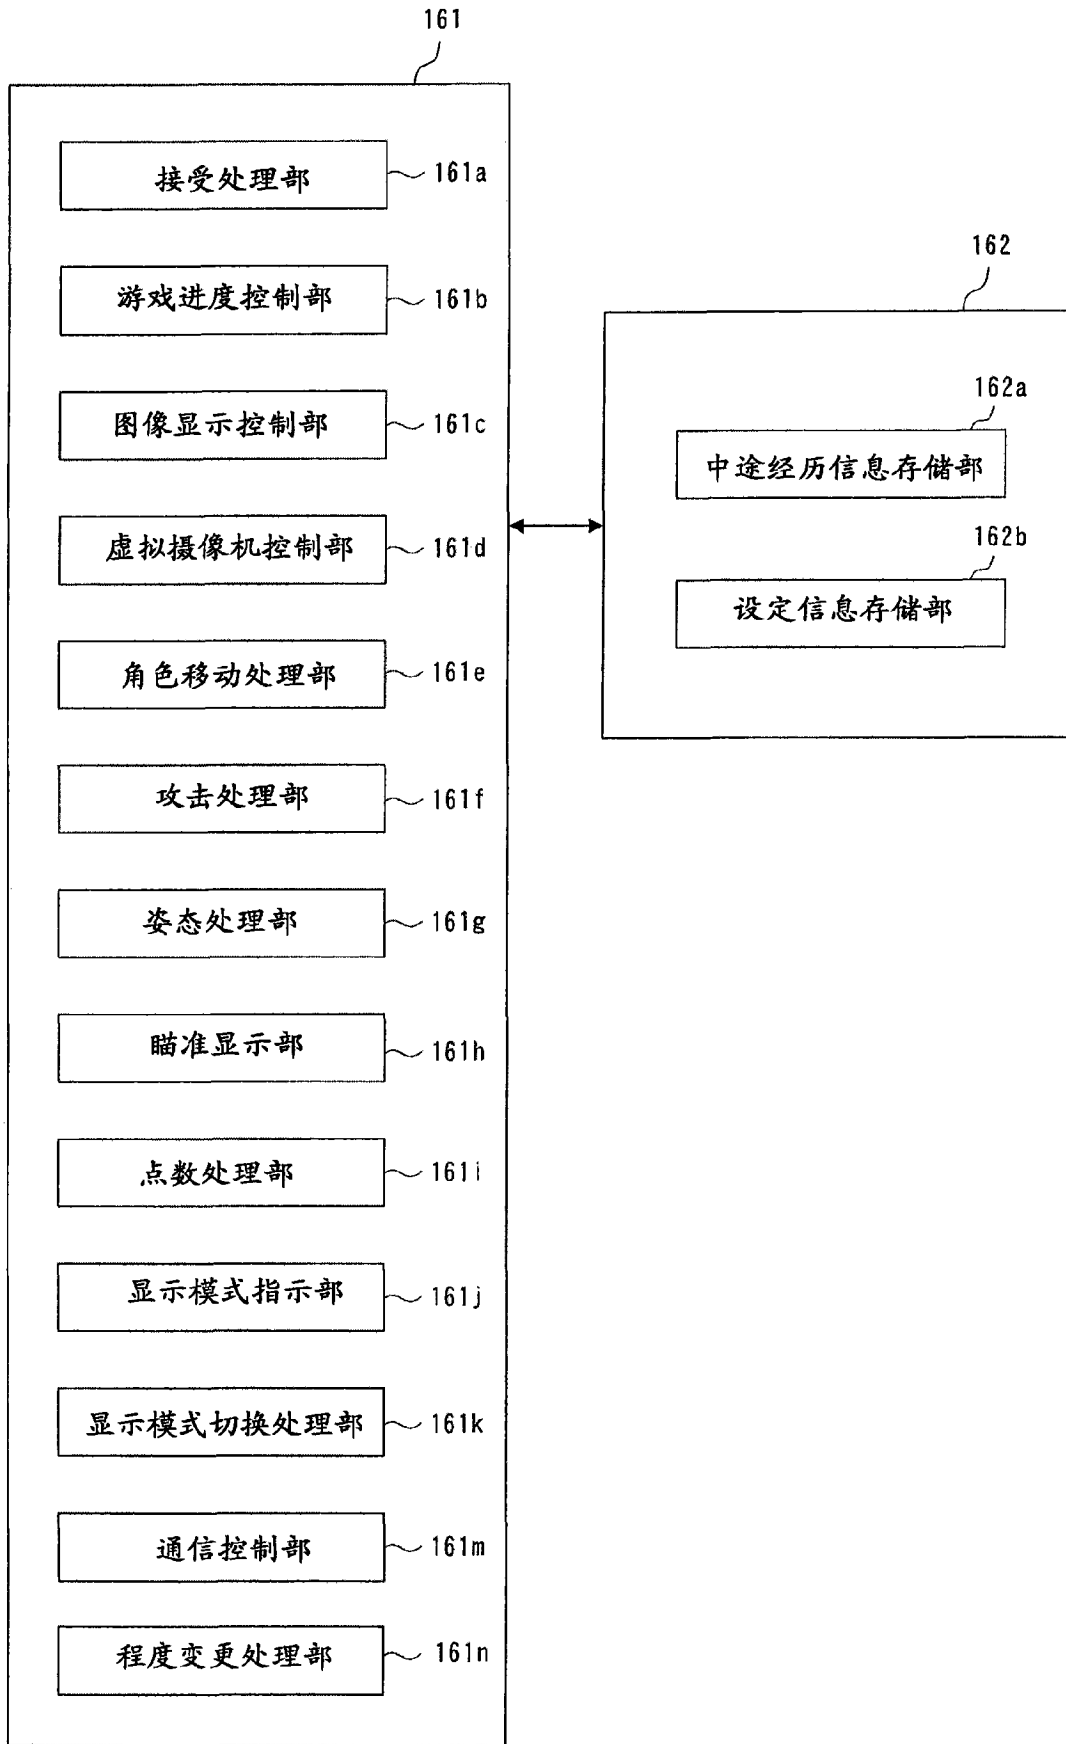 161
接受处理部 161a
游戏进度控制部 161b
图像显示控制部 161c
虚拟摄像机控制部 161d
角色移动处理部 161e
攻击处理部 161f
姿态处理部 161g
瞄准显示部 161h
点数处理部 161i
显示模式指示部 161j
显示模式切换处理部 161k
通信控制部 161m
程度变更处理部 161n
162
162a
中途经历信息存储部
162b
设定信息存储部